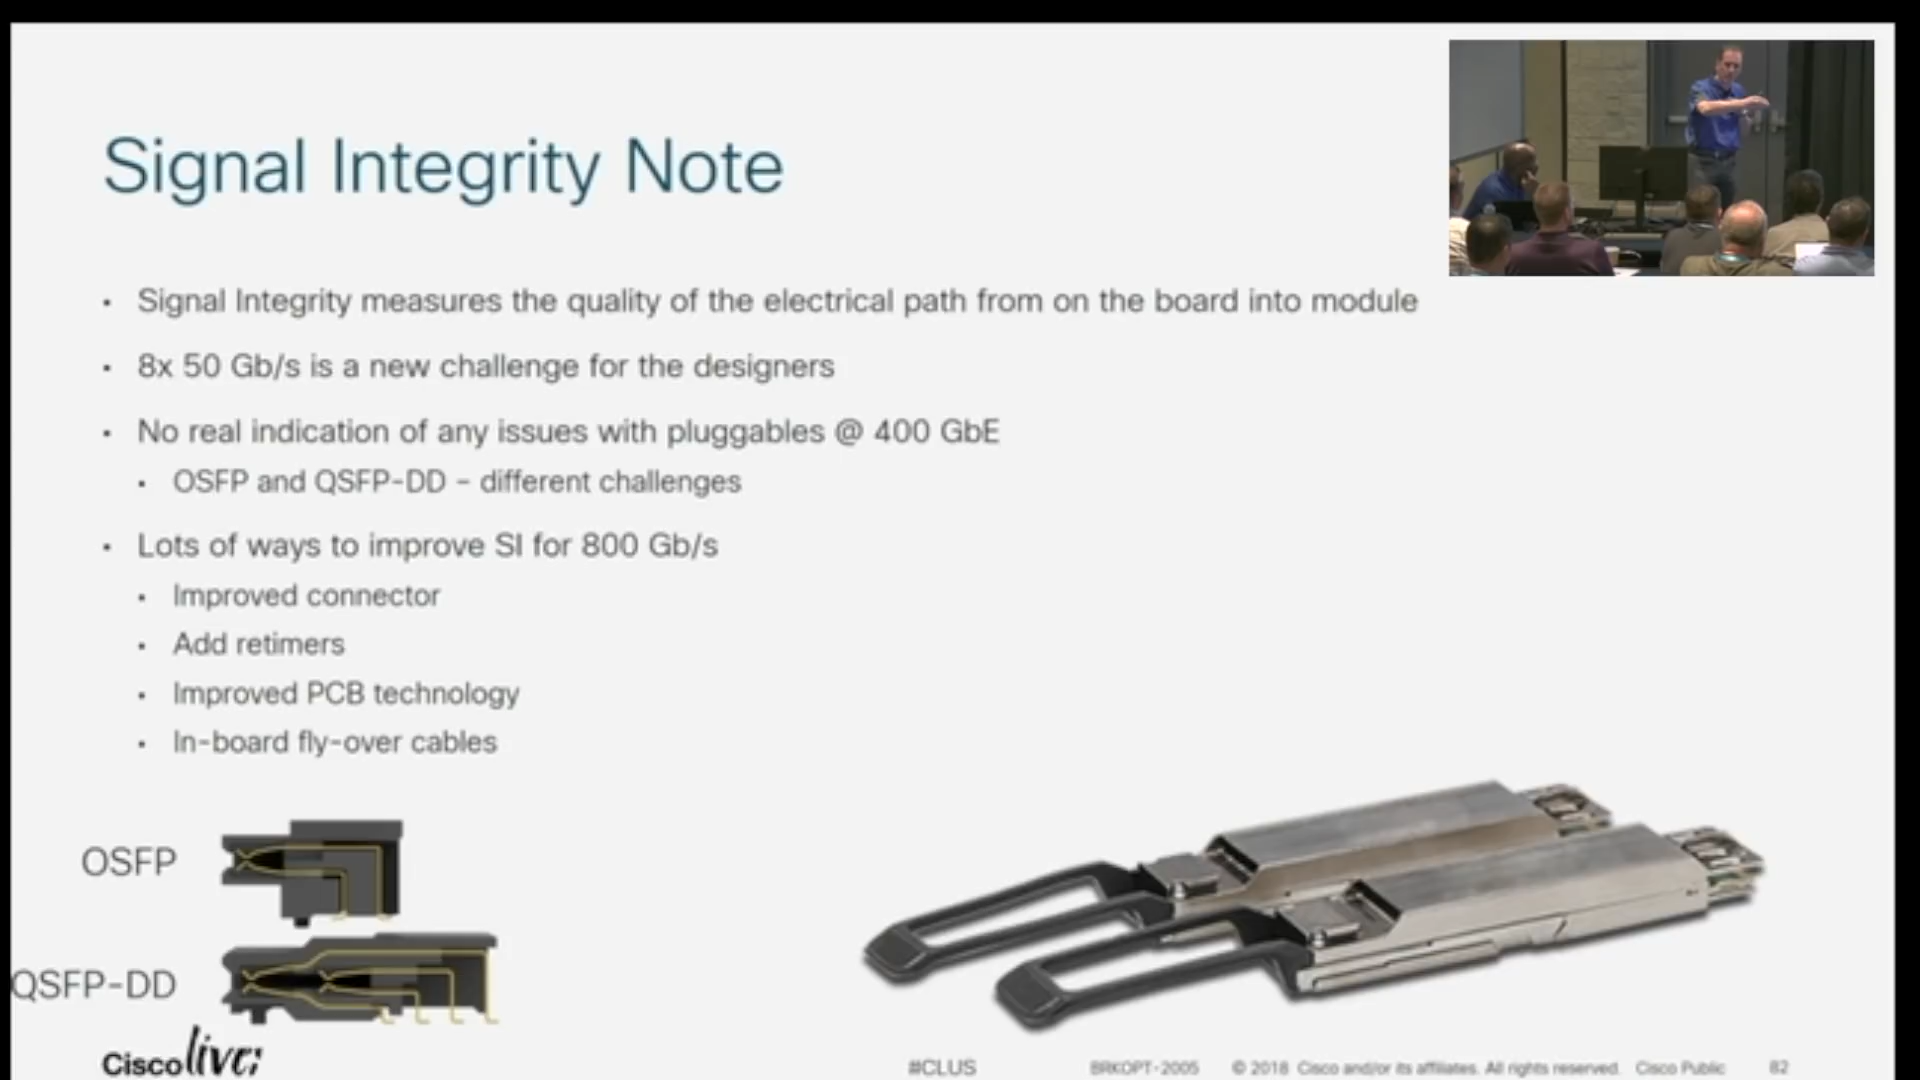 Signal Integrity Note
• Signal Integrity measures the quality of the electrical path from on the board into module
• 8x 50 Gb/s is a new challenge for the designers
• No real indication of any issues with pluggables @ 400 GbE
• OSFP and QSFP-DD – different challenges
• Lots of ways to improve SI for 800 Gb/s
• Improved connector
• Add retimers
• Improved PCB technology
• In-board fly-over cables
OSFP
QSFP-DD
Cisco live!
#CLUS BRKOPT-2005 © 2018 Cisco and/or its affiliates. All rights reserved. Cisco Public 82